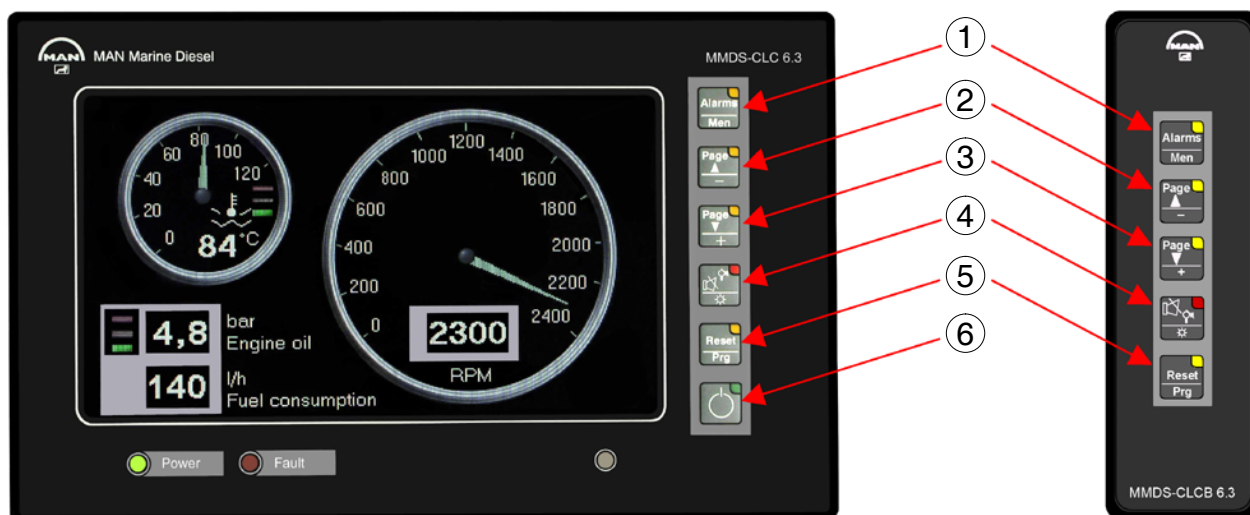 MAN
MAN Marine Diesel
MMDS-CLC 6.3
0
20
40
60
80
100
120
84 °C
4,8
bar
Engine oil
140
l/h
Fuel consumption
0
200
400
600
800
1000
1200
1400
1600
1800
2000
2200
2400
2300
RPM
Alarms
Men
Page
−
Page
+
Reset
Prg
Power
Fault
①
②
③
④
⑤
⑥
MAN
Alarms
Men
Page
−
Page
+
Reset
Prg
MMDS-CLCB 6.3